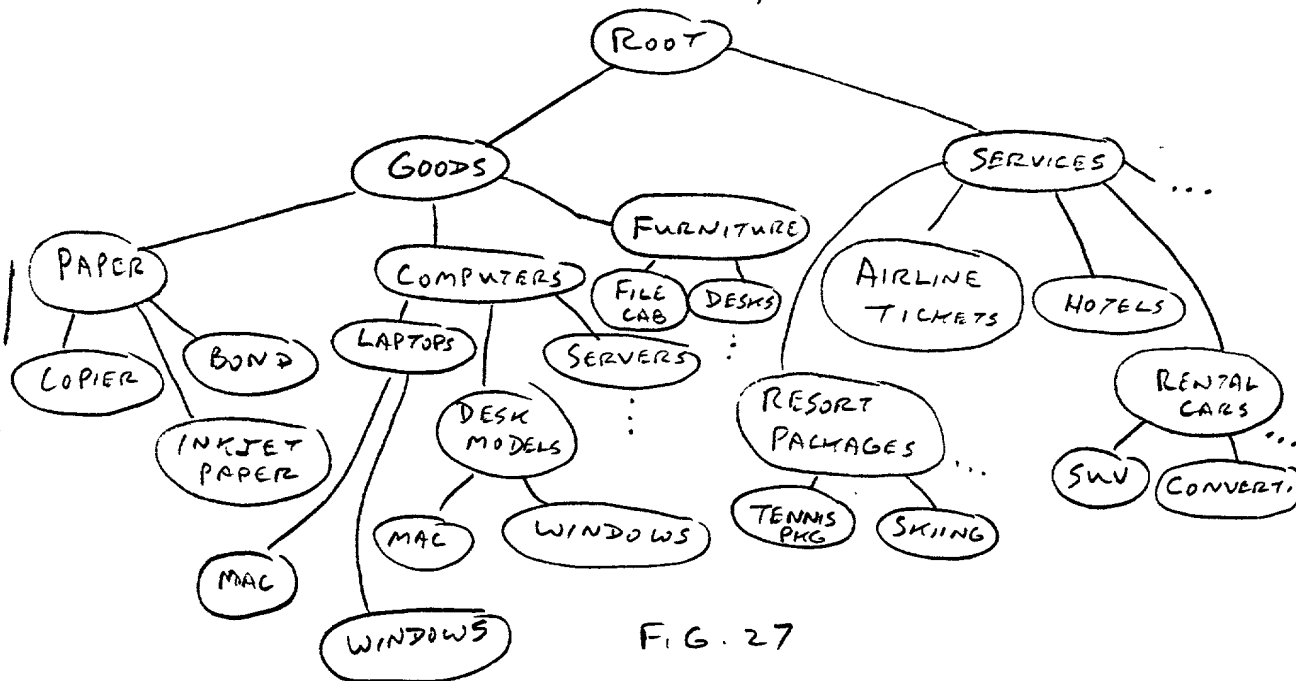 ROOT
GOODS
SERVICES
...
PAPER
COMPUTERS
FURNITURE
FILE
CAB
DESKS
AIRLINE
TICKETS
HOTELS
LAPTOPS
SERVERS
COPIER
BOND
INKJET
PAPER
DESK
MODELS
RESORT
PACKAGES
...
RENTAL
CARS
...
MAC
WINDOWS
TENNIS
PKG
SKIING
SUV
CONVERT.
MAC
WINDOWS
FIG. 27